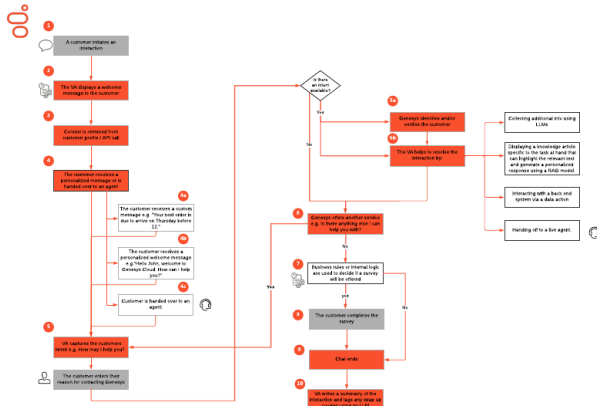 1
A customer initiates an
interaction
2
The VA displays a welcome
message to the customer
3
Context is retrieved from
customer profile / API call
4
The customer receives a
personalized message or is
handed over to an agent
4a
The customer receives a custom
message e.g. "Your next order is
due to arrive on Thursday before
12."
4b
The customer receives a
personalized welcome message
e.g. "Hello John, welcome to
Genesys Cloud. How can I help
you?"
4c
Customer is handed over to an
agent
5
VA captures the customers
intent e.g. How may I help you?
The customer enters their
reason for contacting Genesys
Is there
an intent
available?
Yes
No
5a
Genesys identifies and/or
verifies the customer
5b
The VA helps to resolve the
interaction by:
Collecting additional info using
LLMs
Displaying a knowledge article
specific to the task at hand that
can highlight the relevant text
and generate a personalized
response using a RAG model
Interacting with a back end
system via a data action
Handing off to a live agent.
6
Genesys offers another service
e.g. Is there anything else I can
help you with?
Yes
No
7
Business rules or internal logic
are used to decide if a survey
will be offered
yes
No
8
The customer completes the
survey
9
Chat ends
10
VA writes a summary of the
interaction and tags any wrap up